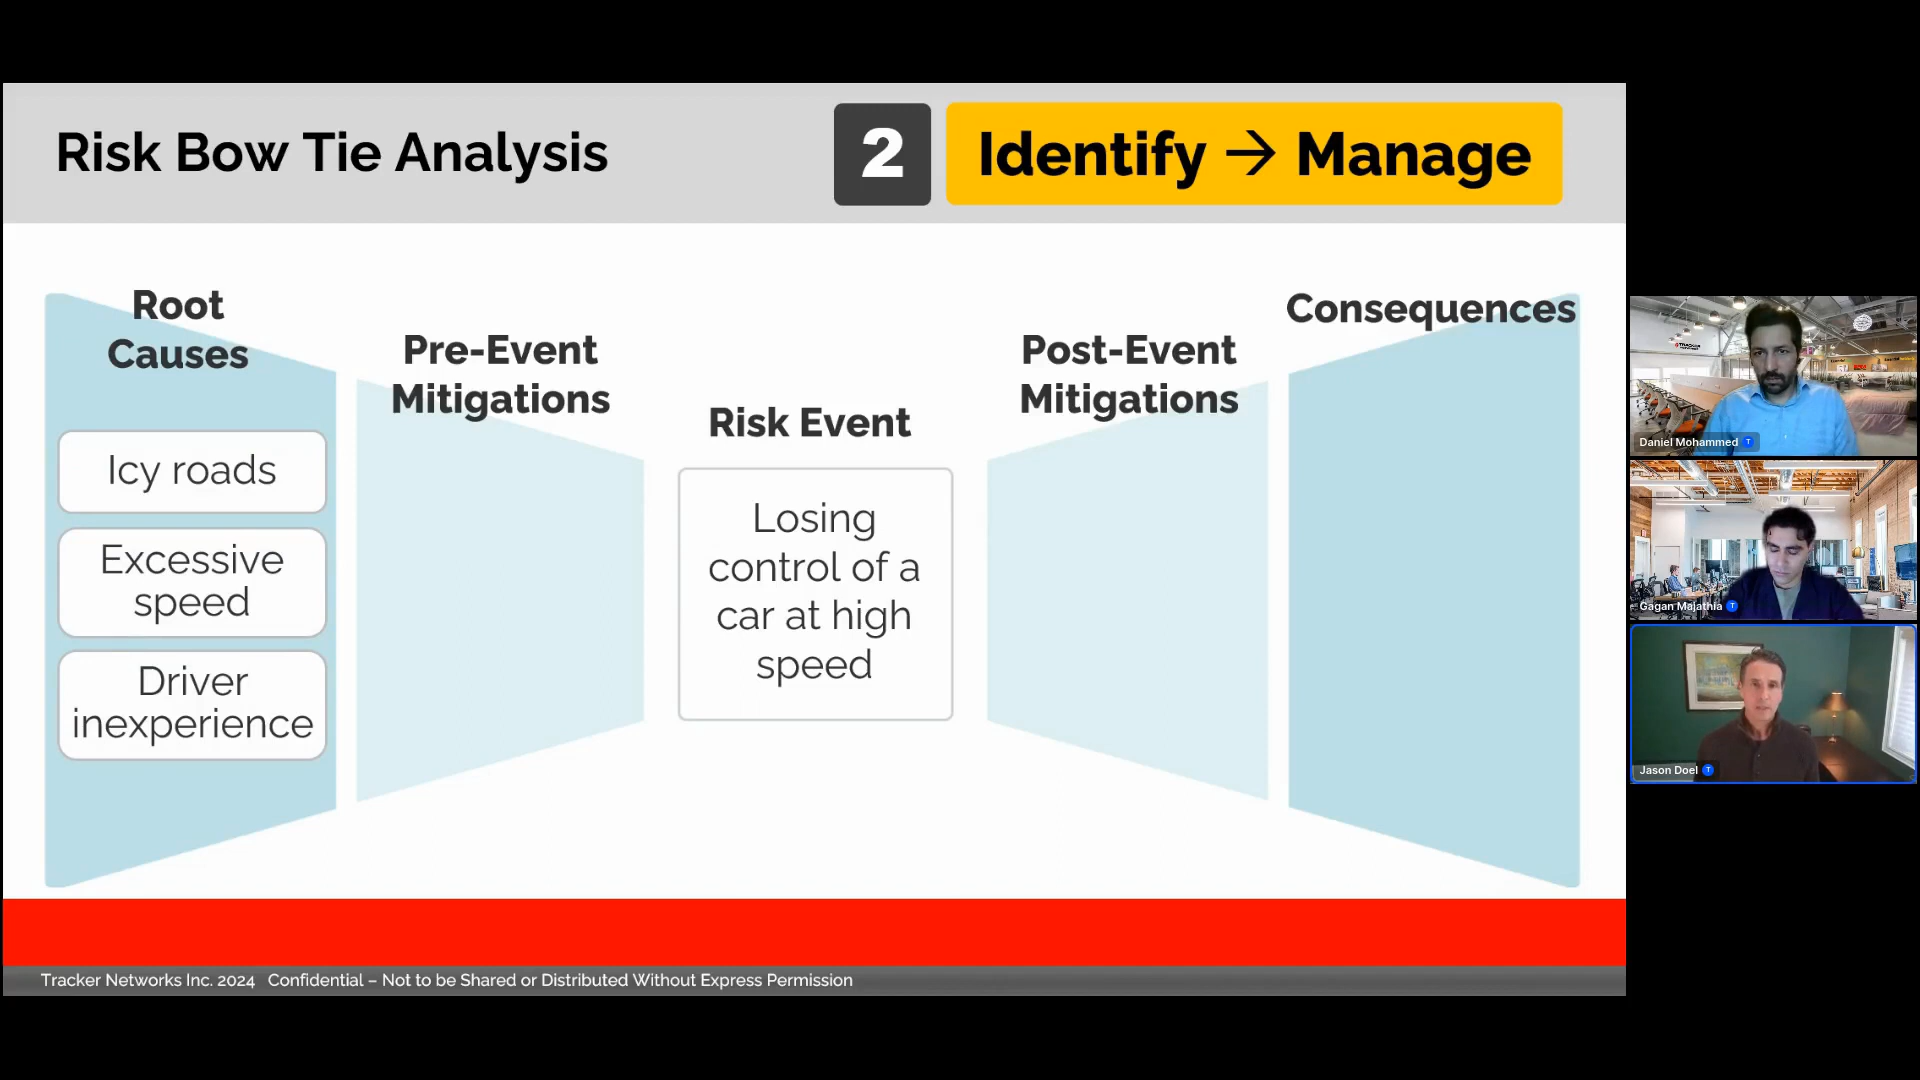 Risk Bow Tie Analysis
2
Identify → Manage
Root
Causes
Icy roads
Excessive
speed
Driver
inexperience
Pre-Event
Mitigations
Risk Event
Losing
control of a
car at high
speed
Post-Event
Mitigations
Consequences
Tracker Networks Inc. 2024 Confidential – Not to be Shared or Distributed Without Express Permission
Daniel Mohammed
Gagan Majathia
Jason Doel